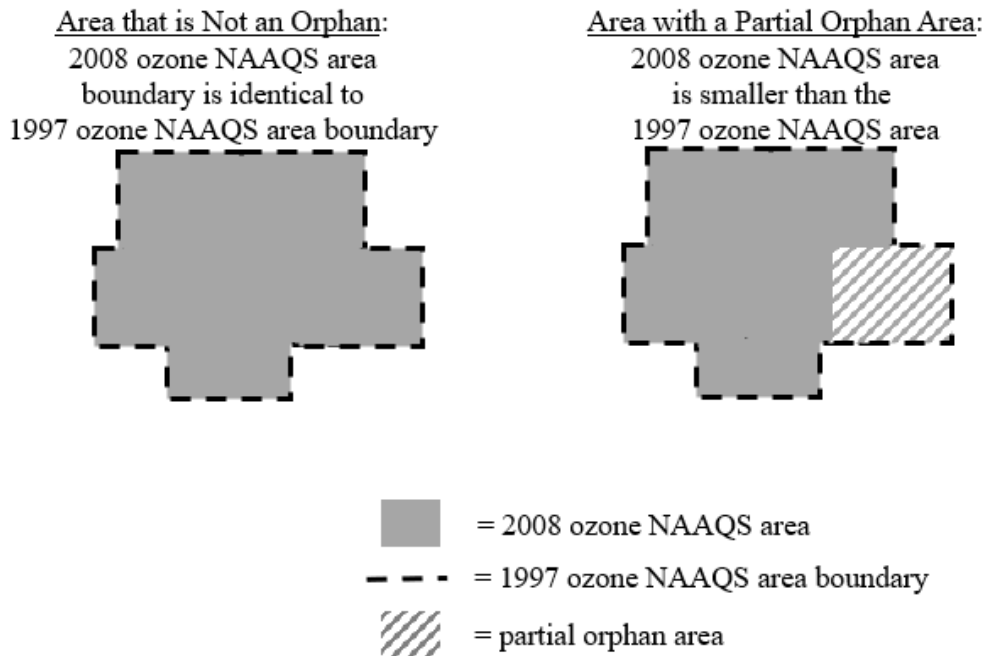 Area that is Not an Orphan:
2008 ozone NAAQS area
boundary is identical to
1997 ozone NAAQS area boundary
Area with a Partial Orphan Area:
2008 ozone NAAQS area
is smaller than the
1997 ozone NAAQS area
= 2008 ozone NAAQS area
= 1997 ozone NAAQS area boundary
= partial orphan area